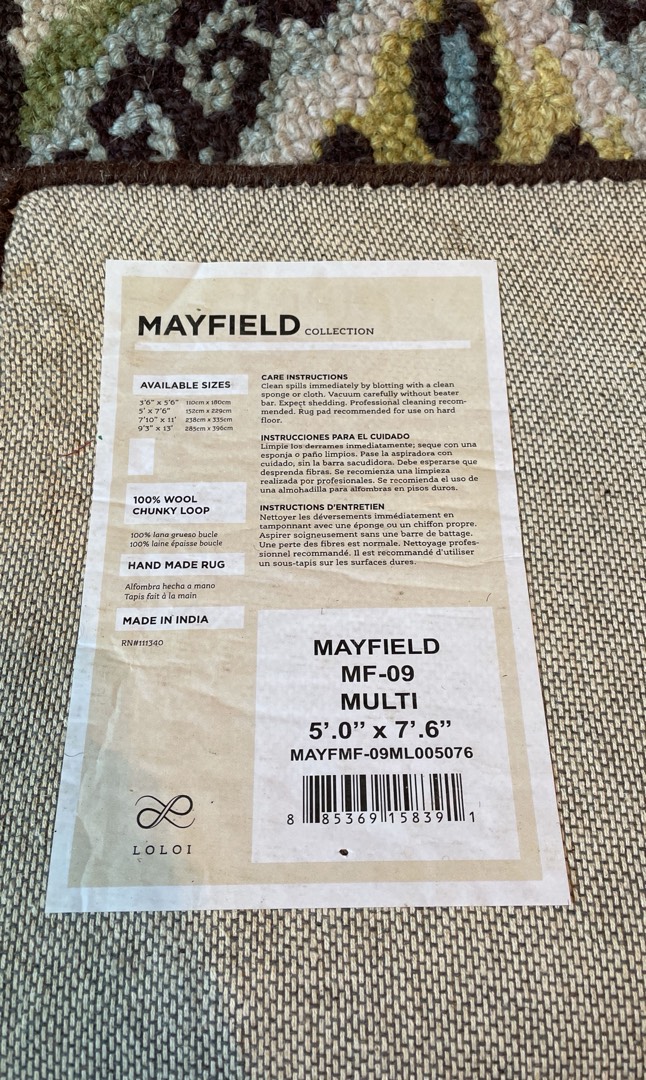 MAYFIELD COLLECTION
AVAILABLE SIZES
3'6" x 5'6" 110cm x 180cm
5' x 7'6" 152cm x 229cm
7'10" x 11' 238cm x 335cm
9'3" x 13' 285cm x 396cm
100% WOOL
CHUNKY LOOP
100% lana grueso bucle
100% laine épaisse boucle
HAND MADE RUG
Alfombra hecha a mano
Tapis fait à la main
MADE IN INDIA
RN#111340
CARE INSTRUCTIONS
Clean spills immediately by blotting with a clean
sponge or cloth. Vacuum carefully without beater
bar. Expect shedding. Professional cleaning recom-
mended. Rug pad recommended for use on hard
floor.
INSTRUCCIONES PARA EL CUIDADO
Limpie los derrames inmediatamente; seque con una
esponja o paño limpios. Pase la aspiradora con
cuidado, sin la barra sacudidora. Debe esperarse que
desprenda fibras. Se recomienda una limpieza
realizada por profesionales. Se recomienda el uso de
una almohadilla para alfombras en pisos duros.
INSTRUCTIONS D'ENTRETIEN
Nettoyer les déversements immédiatement en
tamponnant avec une éponge ou un chiffon propre.
Aspirer soigneusement sans une barre de battage.
Une perte des fibres est normale. Nettoyage profes-
sionnel recommandé. Il est recommandé d'utiliser
un sous-tapis sur les surfaces dures.
MAYFIELD
MF-09
MULTI
5'.0" x 7'.6"
MAYFMF-09ML005076
8 85369 15839 1
LOLOI